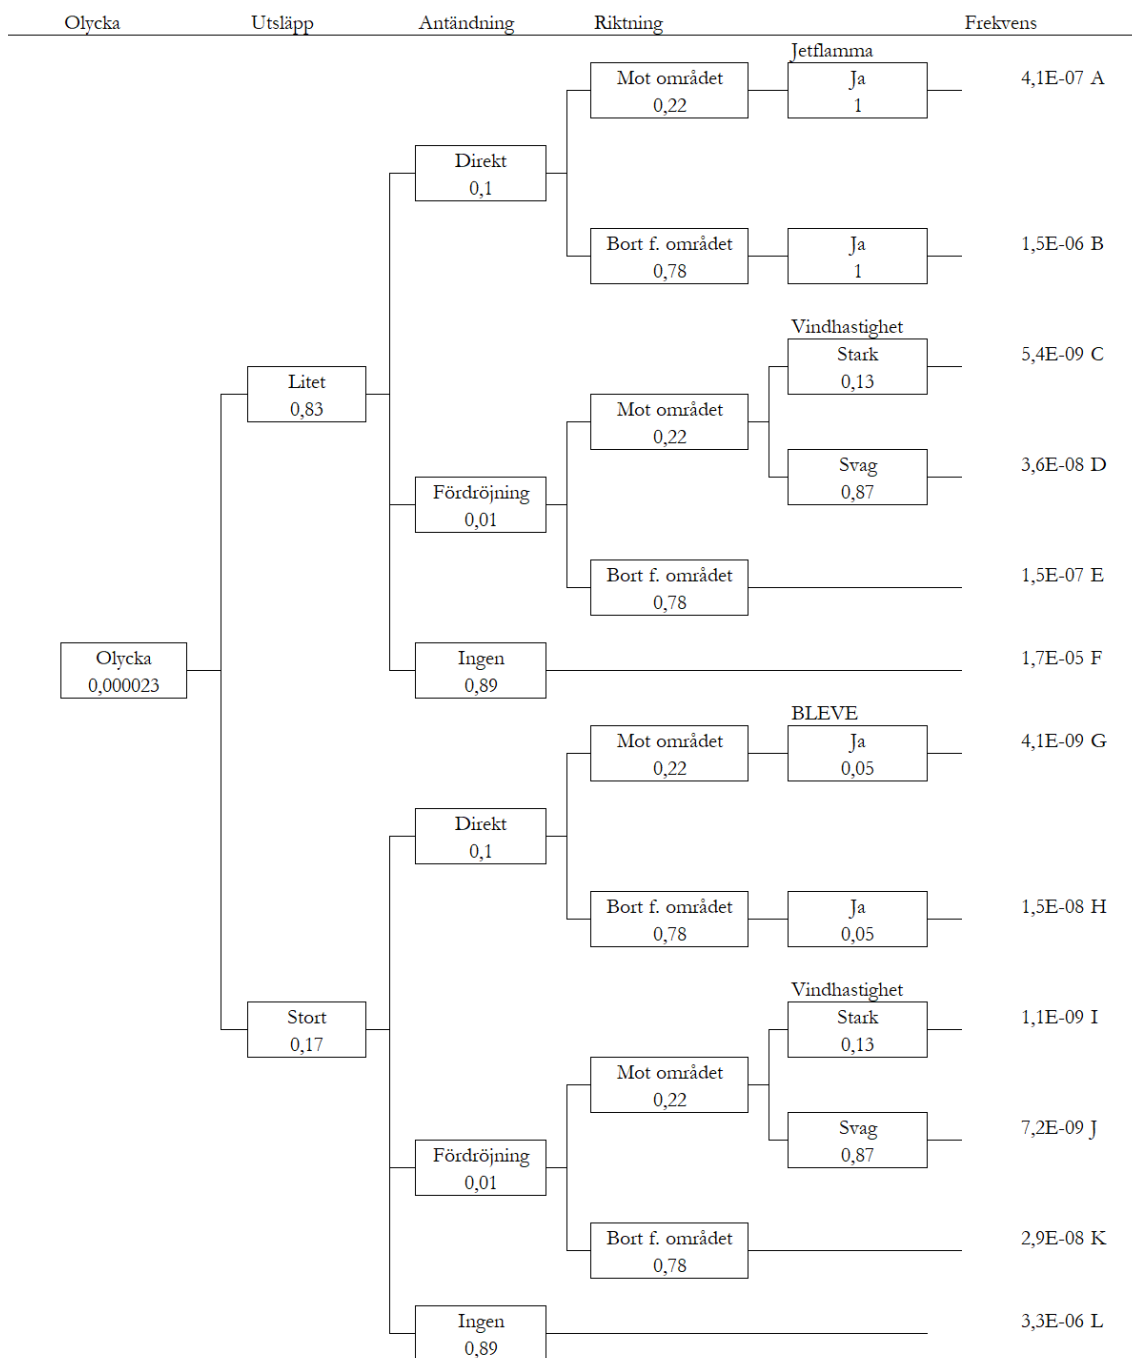 Olycka Utsläpp Antändning Riktning Frekvens
Jetflamma
Mot området Ja 4,1E-07 A
0,22 1
Direkt
0,1
Bort f. området Ja 1,5E-06 B
0,78 1
Vindhastighet
Stark 5,4E-09 C
Litet 0,13
0,83 Mot området
0,22
Svag 3,6E-08 D
Fördröjning 0,87
0,01
Bort f. området 1,5E-07 E
0,78
Olycka Ingen 1,7E-05 F
0,000023 0,89
BLEVE
Mot området Ja 4,1E-09 G
0,22 0,05
Direkt
0,1
Bort f. området Ja 1,5E-08 H
0,78 0,05
Vindhastighet
Stort Stark 1,1E-09 I
0,17 0,13
Mot området
0,22
Svag 7,2E-09 J
Fördröjning 0,87
0,01
Bort f. området 2,9E-08 K
0,78
Ingen 3,3E-06 L
0,89